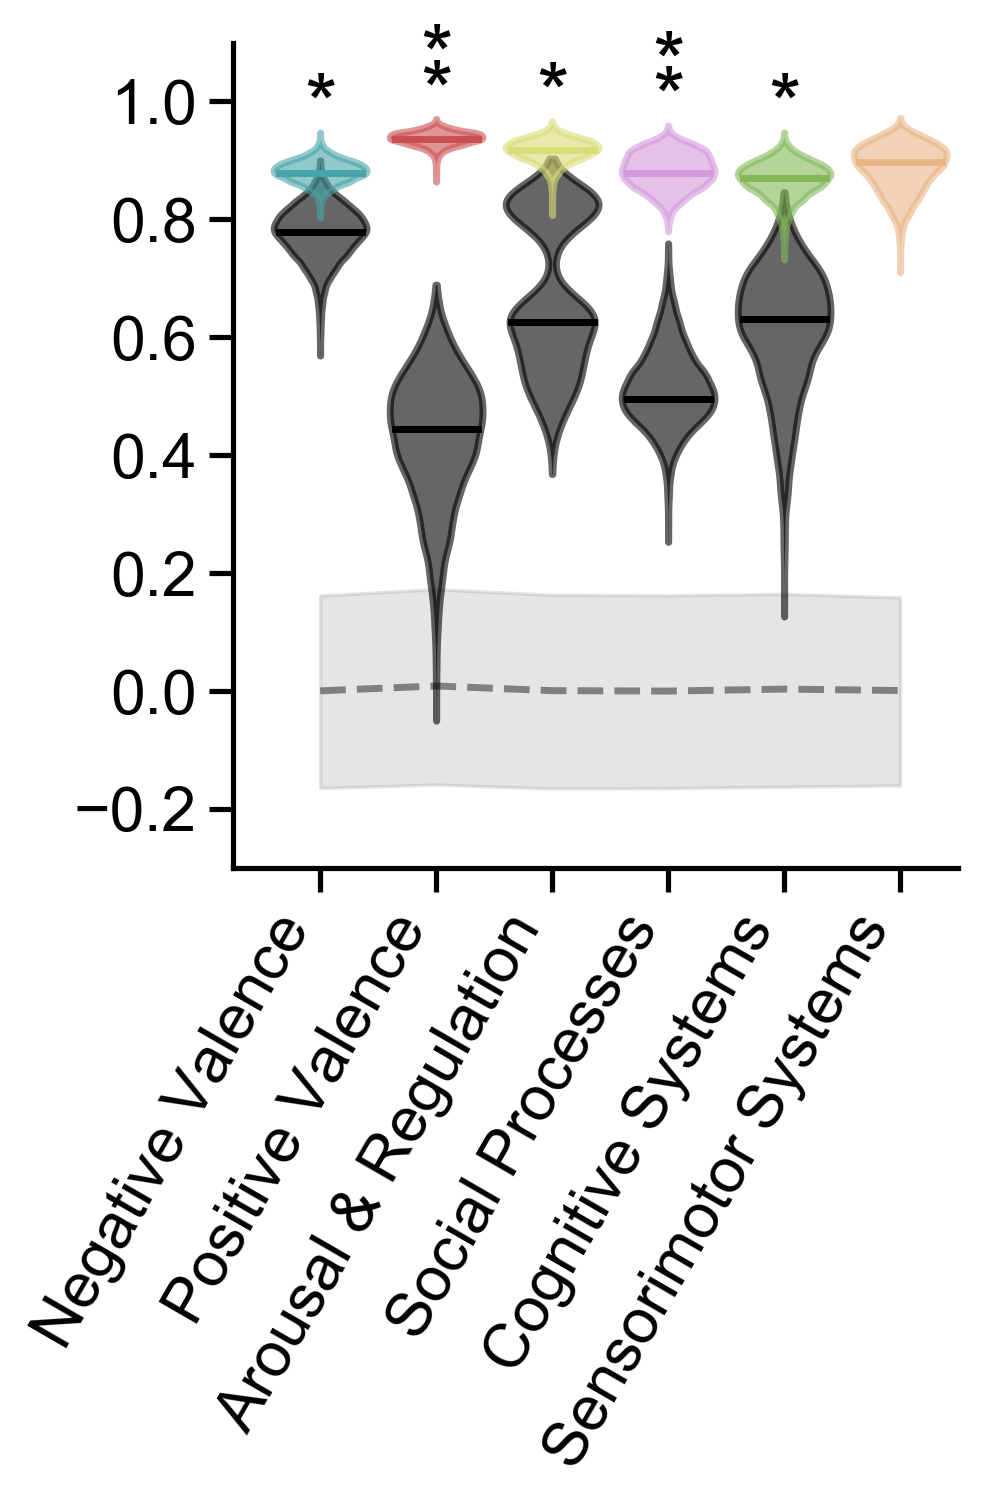 *
*
*
*
*
*
*
1.0
0.8
0.6
0.4
0.2
0.0
−0.2
Negative Valence
Positive Valence
Arousal & Regulation
Social Processes
Cognitive Systems
Sensorimotor Systems